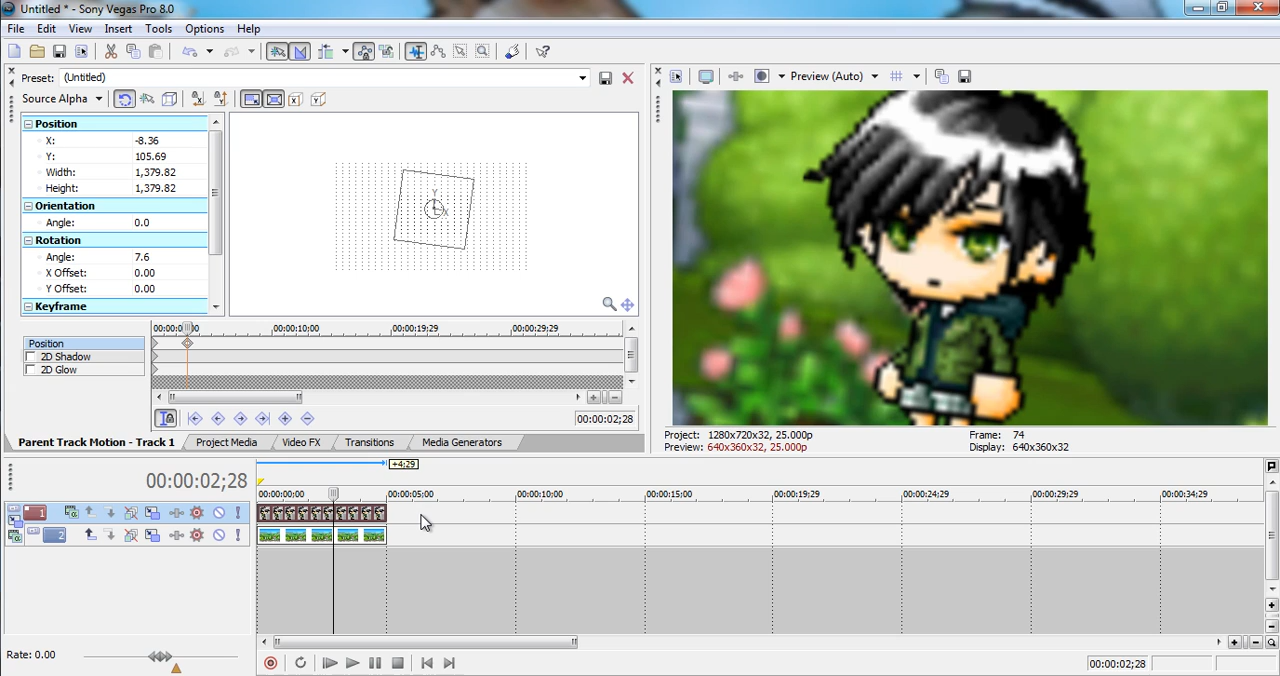 Untitled * - Sony Vegas Pro 8.0
File Edit View Insert Tools Options Help
Preset: (Untitled)
Source Alpha
Position
X: -8.36
Y: 105.69
Width: 1,379.82
Height: 1,379.82
Orientation
Angle: 0.0
Rotation
Angle: 7.6
X Offset: 0.00
Y Offset: 0.00
Keyframe
Y
X
00:00:10:00 00:00:19:29 00:00:29:29
Position
2D Shadow
2D Glow
00:00:02;28
Parent Track Motion - Track 1 Project Media Video FX Transitions Media Generators
Preview (Auto)
Project: 1280x720x32, 25.000p
Preview: 640x360x32, 25.000p
Frame: 74
Display: 640x360x32
+4;29
00:00:02;28
00:00:00;00 00:00:05;00 00:00:10;00 00:00:15;00 00:00:19;29 00:00:24;29 00:00:29;29 00:00:34;29
1
2
Rate: 0.00
00:00:02;28